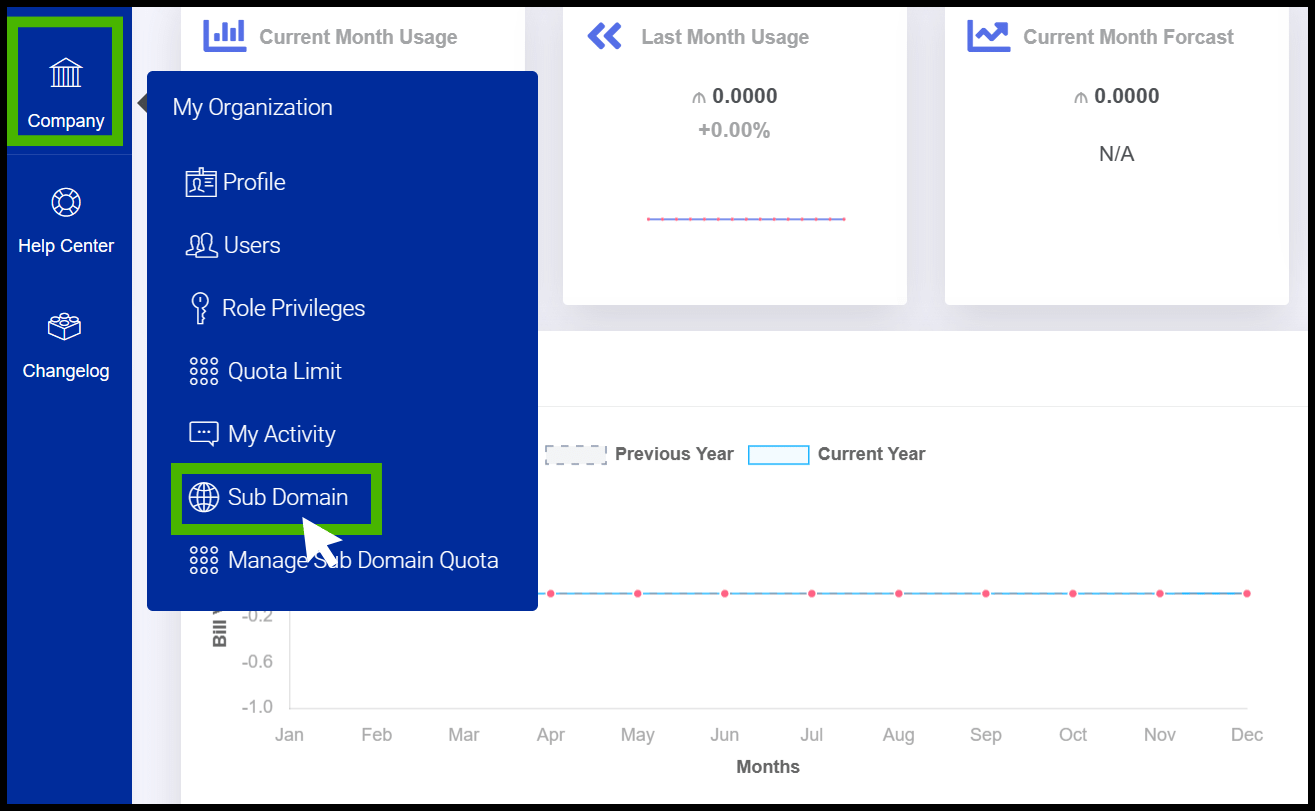 Company
Help Center
Changelog
My Organization
Profile
Users
Role Privileges
Quota Limit
My Activity
Sub Domain
Manage Sub Domain Quota
Current Month Usage
Last Month Usage
₼ 0.0000
+0.00%
Current Month Forcast
₼ 0.0000
N/A
Previous Year
Current Year
Bill
-0.2
-0.6
-1.0
Jan Feb Mar Apr May Jun Jul Aug Sep Oct Nov Dec
Months